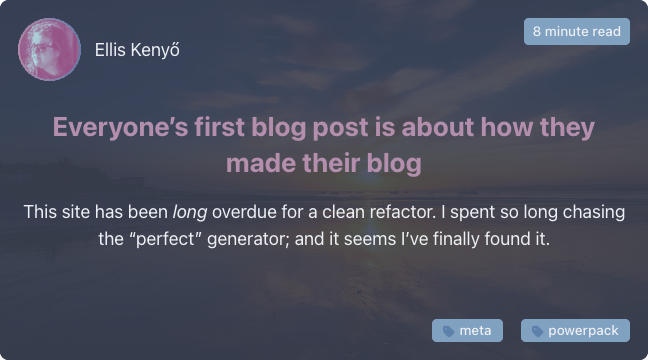 Ellis Kenyő
8 minute read
Everyone’s first blog post is about how they
made their blog
This site has been long overdue for a clean refactor. I spent so long chasing
the “perfect” generator; and it seems I’ve finally found it.
meta
powerpack